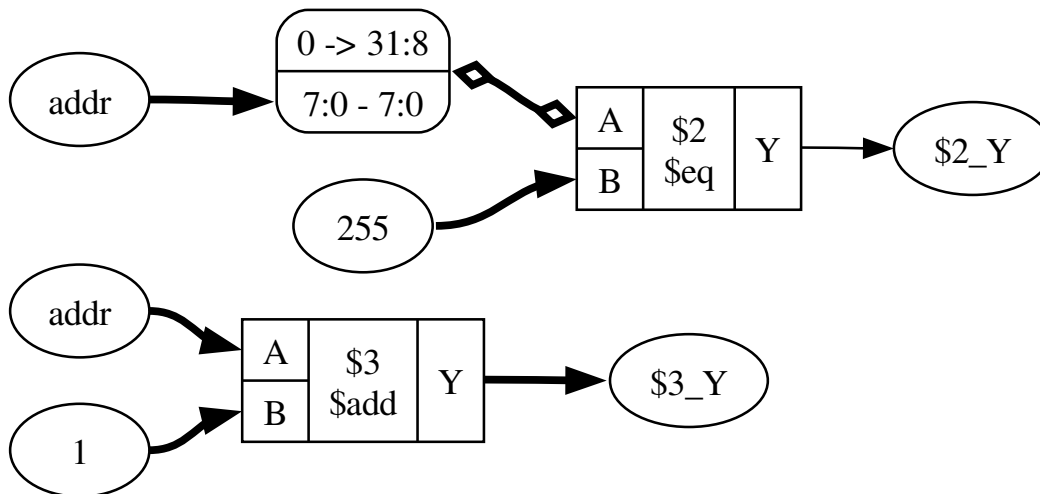 addr
0 -> 31:8
7:0 - 7:0
A
B
$2
$eq
Y
$2_Y
255
addr
A
B
$3
$add
Y
$3_Y
1